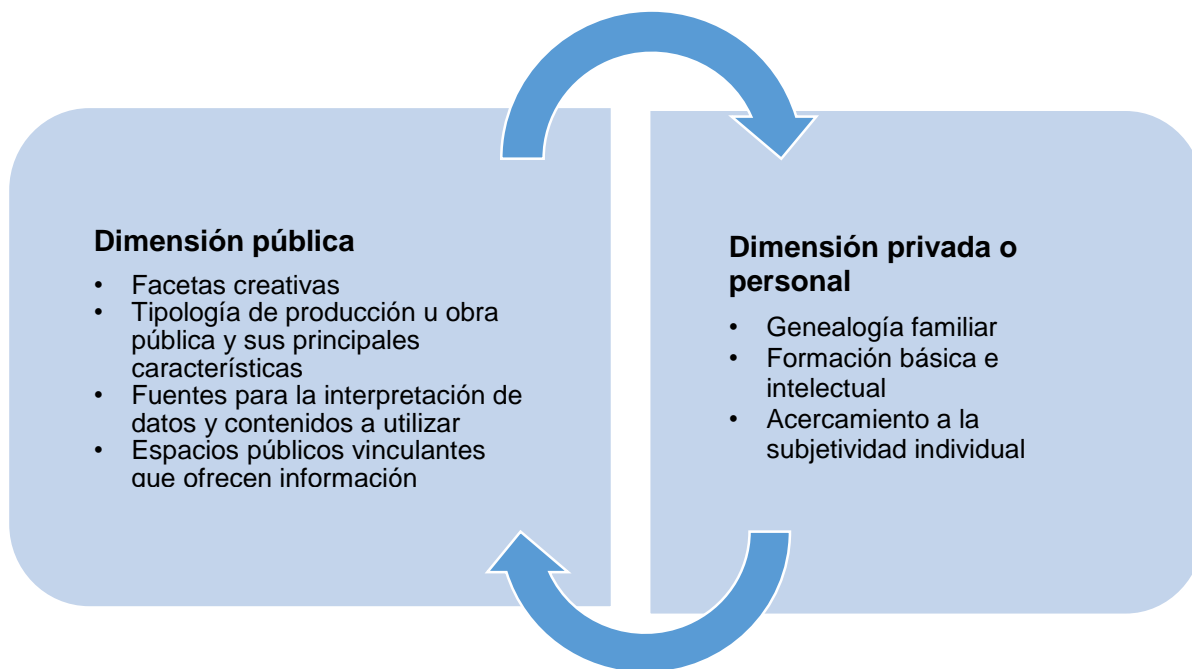 Dimensión pública
• Facetas creativas
• Tipología de producción u obra
pública y sus principales
características
• Fuentes para la interpretación de
datos y contenidos a utilizar
• Espacios públicos vinculantes
que ofrecen información
Dimensión privada o
personal
• Genealogía familiar
• Formación básica e
intelectual
• Acercamiento a la
subjetividad individual